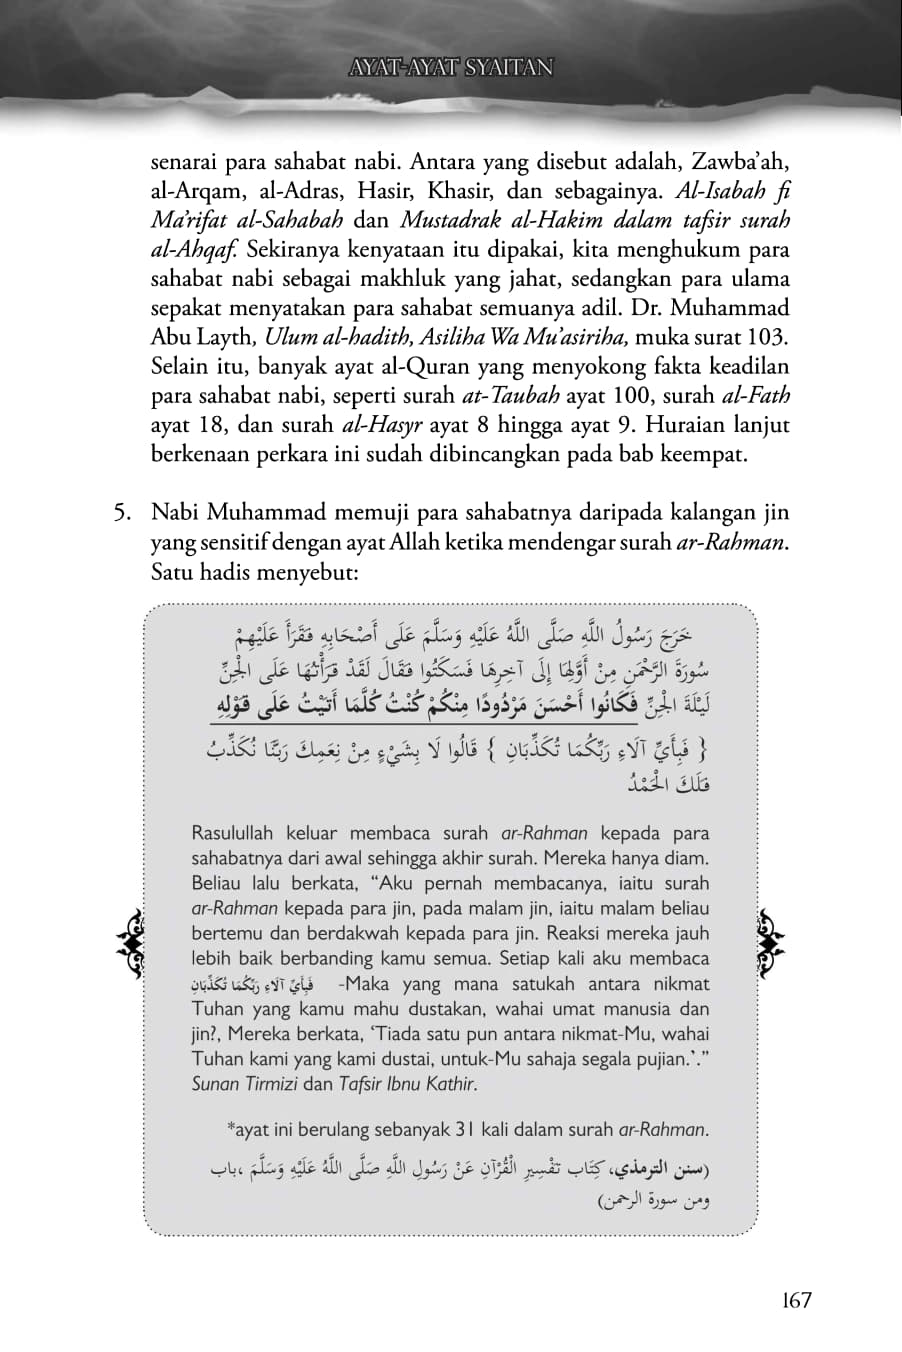 AYAT-AYAT SYAITAN
senarai para sahabat nabi. Antara yang disebut adalah, Zawba’ah,
al-Arqam, al-Adras, Hasir, Khasir, dan sebagainya. Al-Isabah fi
Ma’rifat al-Sahabah dan Mustadrak al-Hakim dalam tafsir surah
al-Ahqaf. Sekiranya kenyataan itu dipakai, kita menghukum para
sahabat nabi sebagai makhluk yang jahat, sedangkan para ulama
sepakat menyatakan para sahabat semuanya adil. Dr. Muhammad
Abu Layth, Ulum al-hadith, Asiliha Wa Mu’asiriha, muka surat 103.
Selain itu, banyak ayat al-Quran yang menyokong fakta keadilan
para sahabat nabi, seperti surah at-Taubah ayat 100, surah al-Fath
ayat 18, dan surah al-Hasyr ayat 8 hingga ayat 9. Huraian lanjut
berkenaan perkara ini sudah dibincangkan pada bab keempat.
5. Nabi Muhammad memuji para sahabatnya daripada kalangan jin
yang sensitif dengan ayat Allah ketika mendengar surah ar-Rahman.
Satu hadis menyebut:
خَرَجَ رَسُولُ اللَّهِ صَلَّى اللَّهُ عَلَيْهِ وَسَلَّمَ عَلَى أَصْحَابِهِ فَقَرَأَ عَلَيْهِمْ
سُورَةَ الرَّحْمَنِ مِنْ أَوَّلِهَا إِلَى آخِرِهَا فَسَكَتُوا فَقَالَ لَقَدْ قَرَأْتُهَا عَلَى الْجِنِّ
لَيْلَةَ الْجِنِّ فَكَانُوا أَحْسَنَ مَرْدُودًا مِنْكُمْ كُنْتُ كُلَّمَا أَتَيْتُ عَلَى قَوْلِهِ
{ فَبِأَيِّ آلَاءِ رَبِّكُمَا تُكَذِّبَانِ } قَالُوا لَا بِشَيْءٍ مِنْ نِعَمِكَ رَبَّنَا نُكَذِّبُ
فَلَكَ الْحَمْدُ
Rasulullah keluar membaca surah ar-Rahman kepada para
sahabatnya dari awal sehingga akhir surah. Mereka hanya diam.
Beliau lalu berkata, “Aku pernah membacanya, iaitu surah
ar-Rahman kepada para jin, pada malam jin, iaitu malam beliau
bertemu dan berdakwah kepada para jin. Reaksi mereka jauh
lebih baik berbanding kamu semua. Setiap kali aku membaca
فَبِأَيِّ آلَاءِ رَبِّكُمَا تُكَذِّبَانِ -Maka yang mana satukah antara nikmat
Tuhan yang kamu mahu dustakan, wahai umat manusia dan
jin?, Mereka berkata, ‘Tiada satu pun antara nikmat-Mu, wahai
Tuhan kami yang kami dustai, untuk-Mu sahaja segala pujian.‵.”
Sunan Tirmizi dan Tafsir Ibnu Kathir.
*ayat ini berulang sebanyak 31 kali dalam surah ar-Rahman.
(سنن الترمذي، كِتَاب تَفْسِيرِ الْقُرْآنِ عَنْ رَسُولِ اللَّهِ صَلَّى اللَّهُ عَلَيْهِ وَسَلَّمَ ،باب
ومن سورة الرحمن)
167